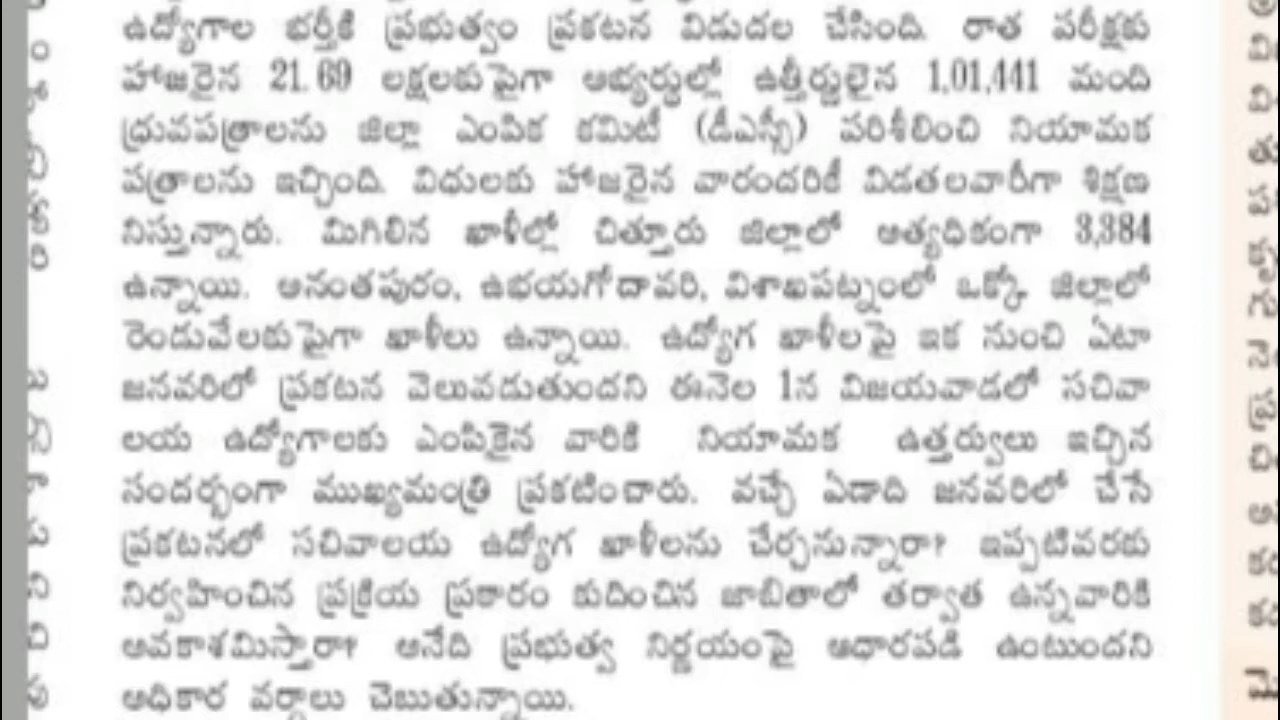 ఉద్యోగాల భర్తీకి ప్రభుత్వం ప్రకటన విడుదల చేసింది. రాత పరీక్షకు
హాజరైన 21.69 లక్షలకుపైగా అభ్యర్థుల్లో ఉత్తీర్ణులైన 1,01,441 మంది
ధ్రువపత్రాలను జిల్లా ఎంపిక కమిటీ (డీఎస్సీ) పరిశీలించి నియామక
పత్రాలను ఇచ్చింది. విధులకు హాజరైన వారందరికీ విడతలవారీగా శిక్షణ
నిస్తున్నారు. మిగిలిన ఖాళీల్లో చిత్తూరు జిల్లాలో అత్యధికంగా 3,384
ఉన్నాయి. అనంతపురం, ఉభయగోదావరి, విశాఖపట్నంలో ఒక్కో జిల్లాలో
రెండువేలకుపైగా ఖాళీలు ఉన్నాయి. ఉద్యోగ ఖాళీలపై ఇక నుంచి ఏటా
జనవరిలో ప్రకటన వెలువడుతుందని ఈనెల 1న విజయవాడలో సచివా
లయ ఉద్యోగాలకు ఎంపికైన వారికి నియామక ఉత్తర్వులు ఇచ్చిన
సందర్భంగా ముఖ్యమంత్రి ప్రకటించారు. వచ్చే ఏడాది జనవరిలో చేసే
ప్రకటనలో సచివాలయ ఉద్యోగ ఖాళీలను చేర్చనున్నారా? ఇప్పటివరకు
నిర్వహించిన ప్రక్రియ ప్రకారం కుదించిన జాబితాలో తర్వాత ఉన్నవారికి
అవకాశమిస్తారా? అనేది ప్రభుత్వ నిర్ణయంపై ఆధారపడి ఉంటుందని
అధికార వర్గాలు చెబుతున్నాయి.